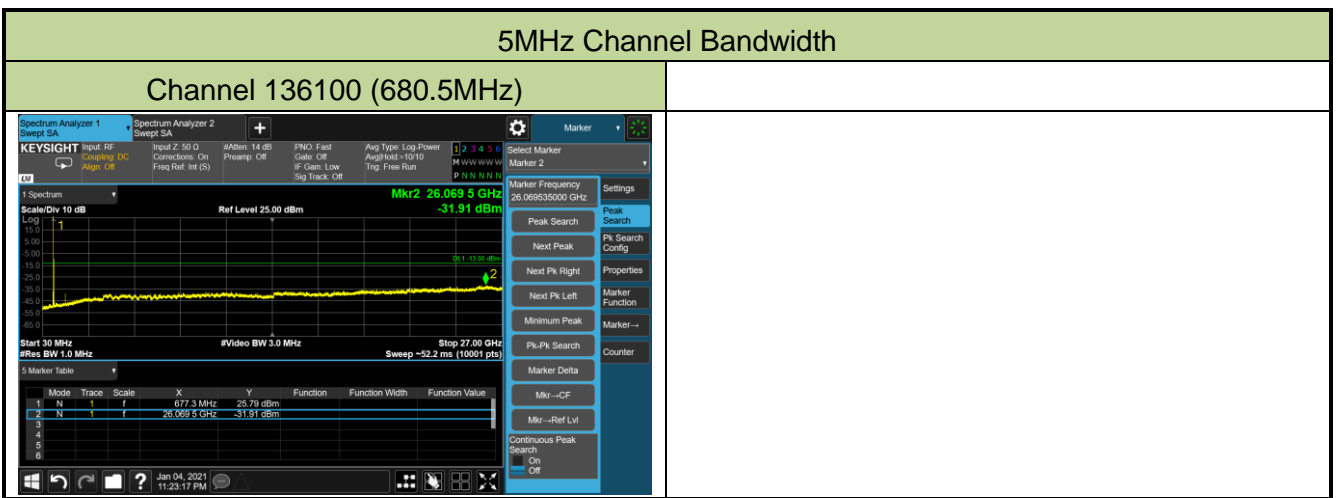 5MHz Channel Bandwidth
Channel 136100 (680.5MHz)
Spectrum Analyzer 1
Swept SA
Spectrum Analyzer 2
Swept SA
+
Marker
KEYSIGHT
Input: RF
Coupling: DC
Align: Off
Input Z: 50 Ω
Corrections: On
Freq Ref: Int (S)
#Atten: 14 dB
Preamp: Off
PNO: Fast
Gate: Off
IF Gain: Low
Sig Track: Off
Avg Type: Log-Power
Avg|Hold:>10/10
Trig: Free Run
1 2 3 4 5 6
M W W W W W
P N N N N N
LXI
Select Marker
Marker 2
1 Spectrum
Mkr2 26.069 5 GHz
Scale/Div 10 dB
Ref Level 25.00 dBm
-31.91 dBm
Log
15.0
5.00
-5.00
-15.0
-25.0
-35.0
-45.0
-55.0
-65.0
1
DL1 -13.00 dBm
2
Start 30 MHz
#Video BW 3.0 MHz
Stop 27.00 GHz
#Res BW 1.0 MHz
Sweep ~52.2 ms (10001 pts)
Marker Frequency
26.069535000 GHz
Peak Search
Next Peak
Next Pk Right
Next Pk Left
Minimum Peak
Pk-Pk Search
Marker Delta
Mkr→CF
Mkr→Ref Lvl
Continuous Peak
Search
On
Off
Settings
Peak
Search
Pk Search
Config
Properties
Marker
Function
Marker→
Counter
5 Marker Table
Mode Trace Scale X Y Function Function Width Function Value
1 N 1 f 677.3 MHz 25.79 dBm
2 N 1 f 26.069 5 GHz -31.91 dBm
3
4
5
6
?
Jan 04, 2021
11:23:17 PM